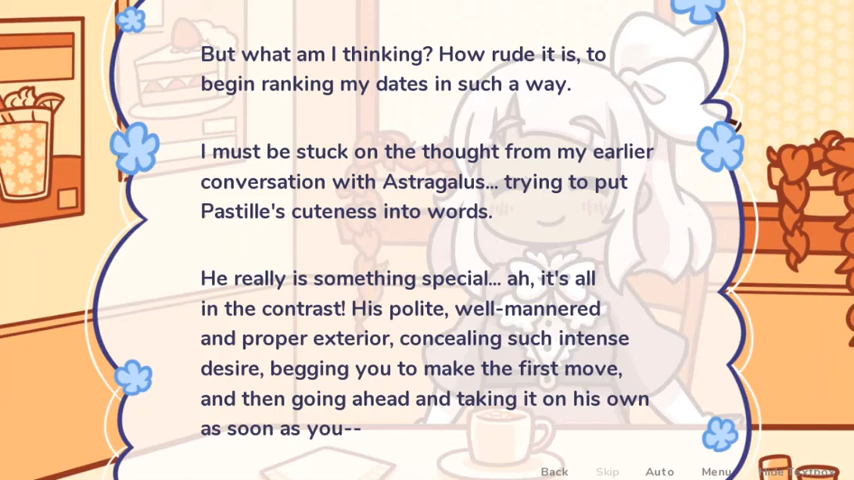 But what am I thinking? How rude it is, to
begin ranking my dates in such a way.
I must be stuck on the thought from my earlier
conversation with Astragalus... trying to put
Pastille's cuteness into words.
He really is something special... ah, it's all
in the contrast! His polite, well-mannered
and proper exterior, concealing such intense
desire, begging you to make the first move,
and then going ahead and taking it on his own
as soon as you--
Back Skip Auto Menu Hide Textbox